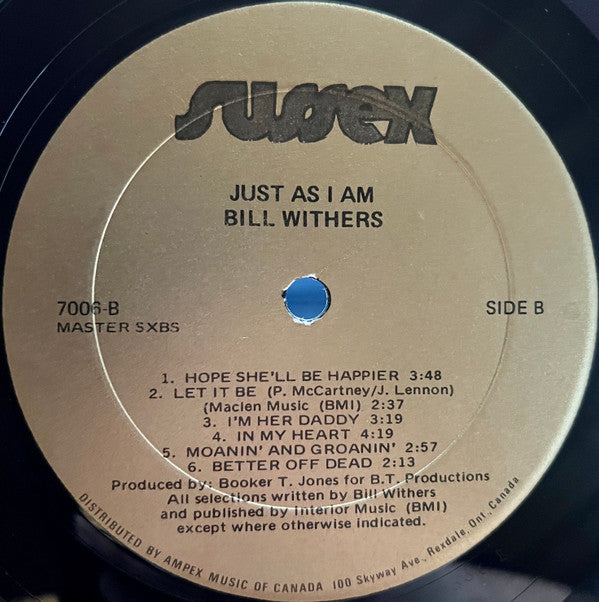 sussex
JUST AS I AM
BILL WITHERS
7006-B
MASTER SXBS
SIDE B
1. HOPE SHE'LL BE HAPPIER 3:48
2. LET IT BE (P. McCartney/J. Lennon)
(Maclen Music (BMI) 2:37
3. I'M HER DADDY 3:19
4. IN MY HEART 4:19
5. MOANIN' AND GROANIN' 2:57
6. BETTER OFF DEAD 2:13
Produced by: Booker T. Jones for B.T. Productions
All selections written by Bill Withers
and published by Interior Music (BMI)
except where otherwise indicated.
DISTRIBUTED BY AMPEX MUSIC OF CANADA 100 Skyway Ave., Rexdale, Ont., Canada